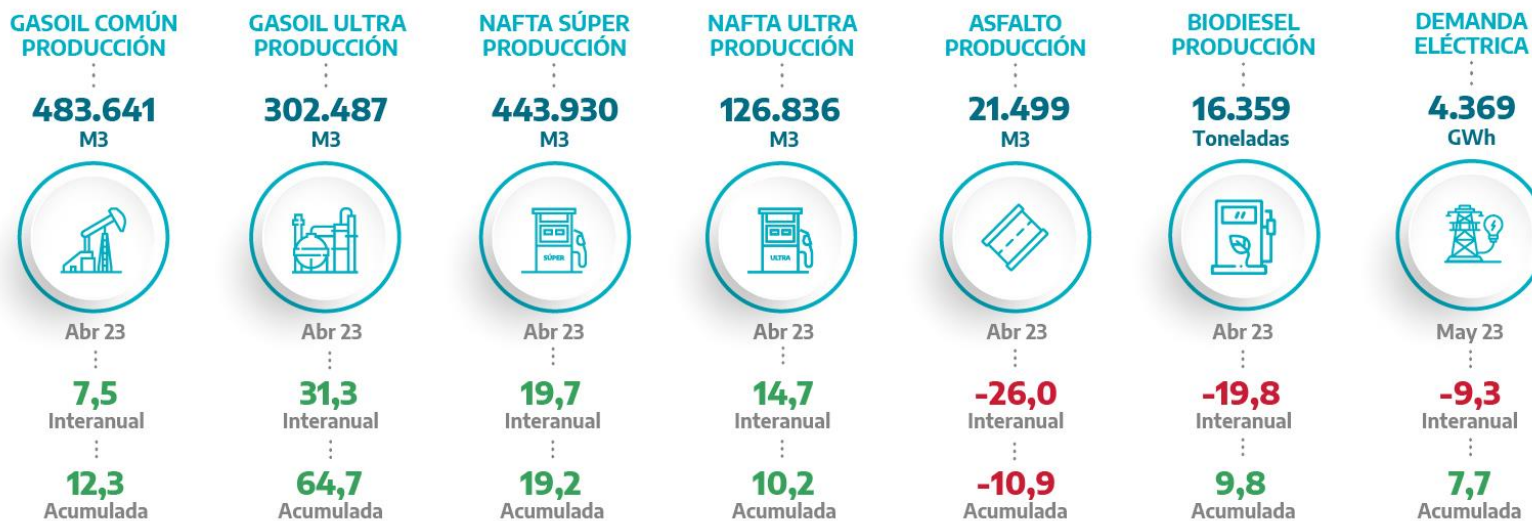 GASOIL COMÚN
PRODUCCIÓN
483.641
M3
Abr 23
7,5
Interanual
12,3
Acumulada
GASOIL ULTRA
PRODUCCIÓN
302.487
M3
Abr 23
31,3
Interanual
64,7
Acumulada
NAFTA SÚPER
PRODUCCIÓN
443.930
M3
SÚPER
Abr 23
19,7
Interanual
19,2
Acumulada
NAFTA ULTRA
PRODUCCIÓN
126.836
M3
ULTRA
Abr 23
14,7
Interanual
10,2
Acumulada
ASFALTO
PRODUCCIÓN
21.499
M3
Abr 23
-26,0
Interanual
-10,9
Acumulada
BIODIESEL
PRODUCCIÓN
16.359
Toneladas
Abr 23
-19,8
Interanual
9,8
Acumulada
DEMANDA
ELÉCTRICA
4.369
GWh
May 23
-9,3
Interanual
7,7
Acumulada